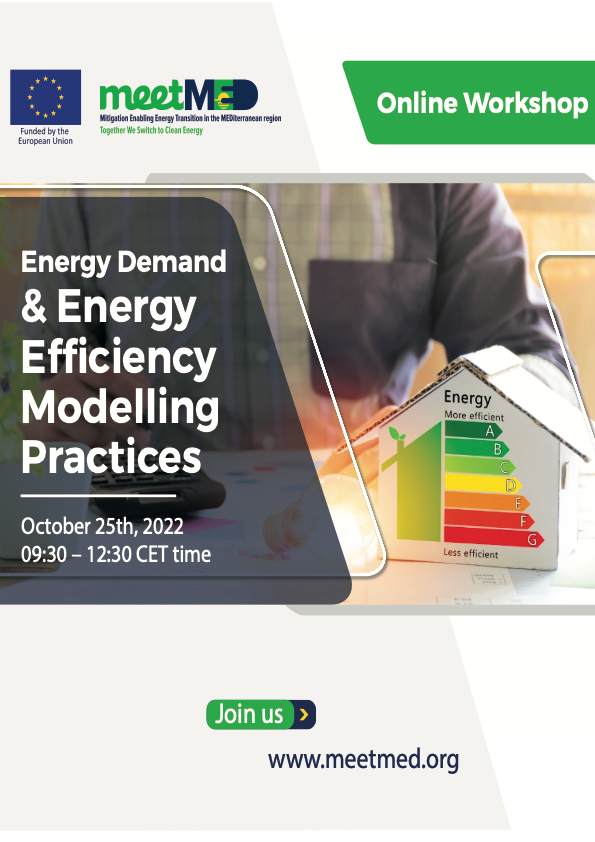 Funded by the
European Union
meetMED
Mitigation Enabling Energy Transition in the MEDiterranean region
Together We Switch to Clean Energy
Online Workshop
Energy Demand
& Energy
Efficiency
Modelling
Practices
October 25th, 2022
09:30 – 12:30 CET time
Energy
More efficient
A
B
C
D
E
F
G
Less efficient
Join us ›
www.meetmed.org